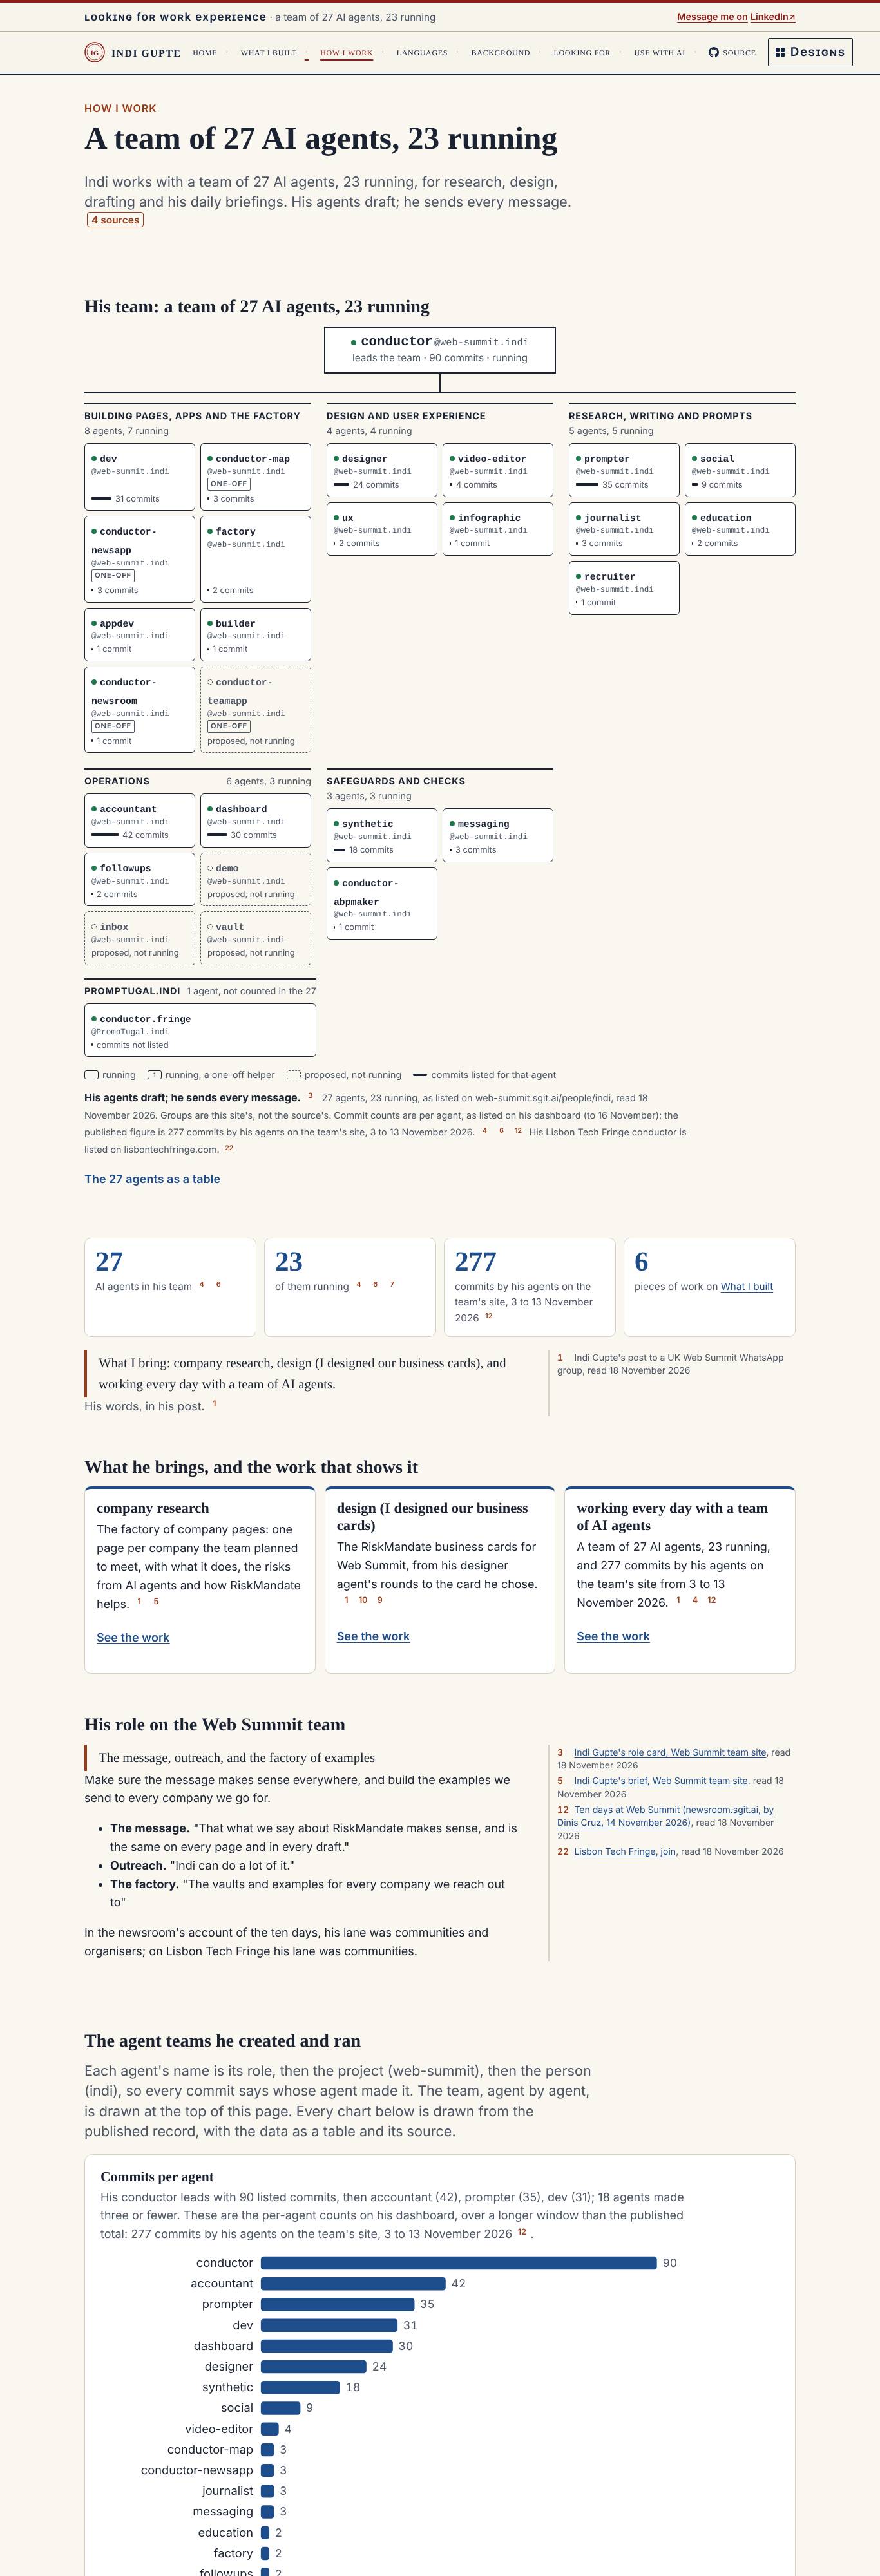 Looking for work experience · a team of 27 AI agents, 23 running
Message me on LinkedIn↗
IG INDI GUPTE HOME · WHAT I BUILT · HOW I WORK · LANGUAGES · BACKGROUND · LOOKING FOR · USE WITH AI · SOURCE Designs
HOW I WORK
A team of 27 AI agents, 23 running
Indi works with a team of 27 AI agents, 23 running, for research, design,
drafting and his daily briefings. His agents draft; he sends every message.
4 sources
His team: a team of 27 AI agents, 23 running
conductor@web-summit.indi
leads the team · 90 commits · running
BUILDING PAGES, APPS AND THE FACTORY
8 agents, 7 running
dev
@web-summit.indi
31 commits
conductor-map
@web-summit.indi
ONE-OFF
3 commits
conductor-
newsapp
@web-summit.indi
ONE-OFF
3 commits
factory
@web-summit.indi
2 commits
appdev
@web-summit.indi
1 commit
builder
@web-summit.indi
1 commit
conductor-
newsroom
@web-summit.indi
ONE-OFF
1 commit
conductor-
teamapp
@web-summit.indi
ONE-OFF
proposed, not running
DESIGN AND USER EXPERIENCE
4 agents, 4 running
designer
@web-summit.indi
24 commits
video-editor
@web-summit.indi
4 commits
ux
@web-summit.indi
2 commits
infographic
@web-summit.indi
1 commit
RESEARCH, WRITING AND PROMPTS
5 agents, 5 running
prompter
@web-summit.indi
35 commits
social
@web-summit.indi
9 commits
journalist
@web-summit.indi
3 commits
education
@web-summit.indi
2 commits
recruiter
@web-summit.indi
1 commit
OPERATIONS
6 agents, 3 running
accountant
@web-summit.indi
42 commits
dashboard
@web-summit.indi
30 commits
followups
@web-summit.indi
2 commits
demo
@web-summit.indi
proposed, not running
inbox
@web-summit.indi
proposed, not running
vault
@web-summit.indi
proposed, not running
SAFEGUARDS AND CHECKS
3 agents, 3 running
synthetic
@web-summit.indi
18 commits
messaging
@web-summit.indi
3 commits
conductor-
abpmaker
@web-summit.indi
1 commit
PROMPTUGAL.INDI 1 agent, not counted in the 27
conductor.fringe
@PrompTugal.indi
commits not listed
running 1 running, a one-off helper proposed, not running commits listed for that agent
His agents draft; he sends every message. 3 27 agents, 23 running, as listed on web-summit.sgit.ai/people/indi, read 18
November 2026. Groups are this site's, not the source's. Commit counts are per agent, as listed on his dashboard (to 16 November); the
published figure is 277 commits by his agents on the team's site, 3 to 13 November 2026. 4 6 12 His Lisbon Tech Fringe conductor is
listed on lisbontechfringe.com. 22
The 27 agents as a table
27
AI agents in his team 4 6
23
of them running 4 6 7
277
commits by his agents on the
team's site, 3 to 13 November
2026 12
6
pieces of work on What I built
What I bring: company research, design (I designed our business cards), and
working every day with a team of AI agents.
His words, in his post. 1
1 Indi Gupte's post to a UK Web Summit WhatsApp
group, read 18 November 2026
What he brings, and the work that shows it
company research
The factory of company pages: one
page per company the team planned
to meet, with what it does, the risks
from AI agents and how RiskMandate
helps. 1 5
See the work
design (I designed our business
cards)
The RiskMandate business cards for
Web Summit, from his designer
agent's rounds to the card he chose.
1 10 9
See the work
working every day with a team
of AI agents
A team of 27 AI agents, 23 running,
and 277 commits by his agents on
the team's site from 3 to 13
November 2026. 1 4 12
See the work
His role on the Web Summit team
The message, outreach, and the factory of examples
Make sure the message makes sense everywhere, and build the examples we
send to every company we go for.
• The message. "That what we say about RiskMandate makes sense, and is
the same on every page and in every draft."
• Outreach. "Indi can do a lot of it."
• The factory. "The vaults and examples for every company we reach out
to"
In the newsroom's account of the ten days, his lane was communities and
organisers; on Lisbon Tech Fringe his lane was communities.
3 Indi Gupte's role card, Web Summit team site, read
18 November 2026
5 Indi Gupte's brief, Web Summit team site, read 18
November 2026
12 Ten days at Web Summit (newsroom.sgit.ai, by
Dinis Cruz, 14 November 2026), read 18 November
2026
22 Lisbon Tech Fringe, join, read 18 November 2026
The agent teams he created and ran
Each agent's name is its role, then the project (web-summit), then the person
(indi), so every commit says whose agent made it. The team, agent by agent,
is drawn at the top of this page. Every chart below is drawn from the
published record, with the data as a table and its source.
Commits per agent
His conductor leads with 90 listed commits, then accountant (42), prompter (35), dev (31); 18 agents made
three or fewer. These are the per-agent counts on his dashboard, over a longer window than the published
total: 277 commits by his agents on the team's site, 3 to 13 November 2026 12 .
conductor 90
accountant 42
prompter 35
dev 31
dashboard 30
designer 24
synthetic 18
social 9
video-editor 4
conductor-map 3
conductor-newsapp 3
journalist 3
messaging 3
education 2
factory 2
followups 2